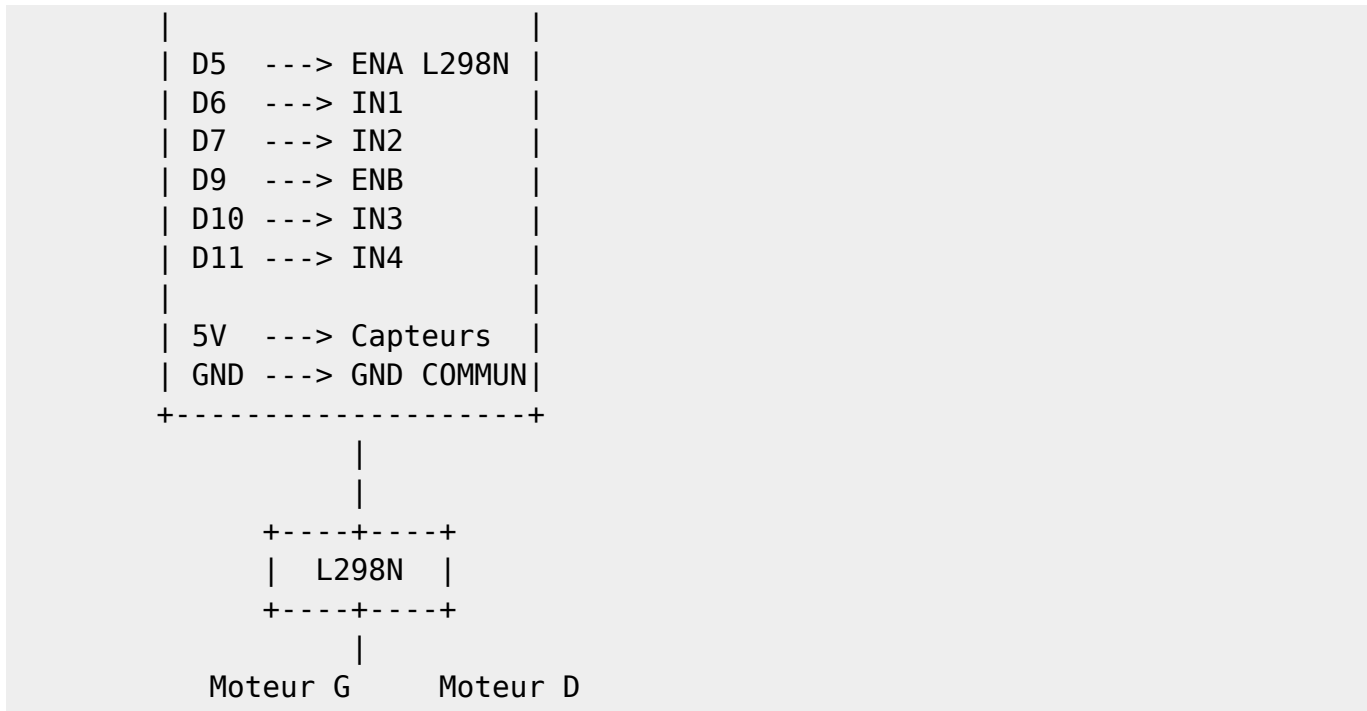 D5 ---> ENA L298N
D6 ---> IN1
D7 ---> IN2
D9 ---> ENB
D10 ---> IN3
D11 ---> IN4
5V ---> Capteurs
GND ---> GND COMMUN
L298N
Moteur G Moteur D